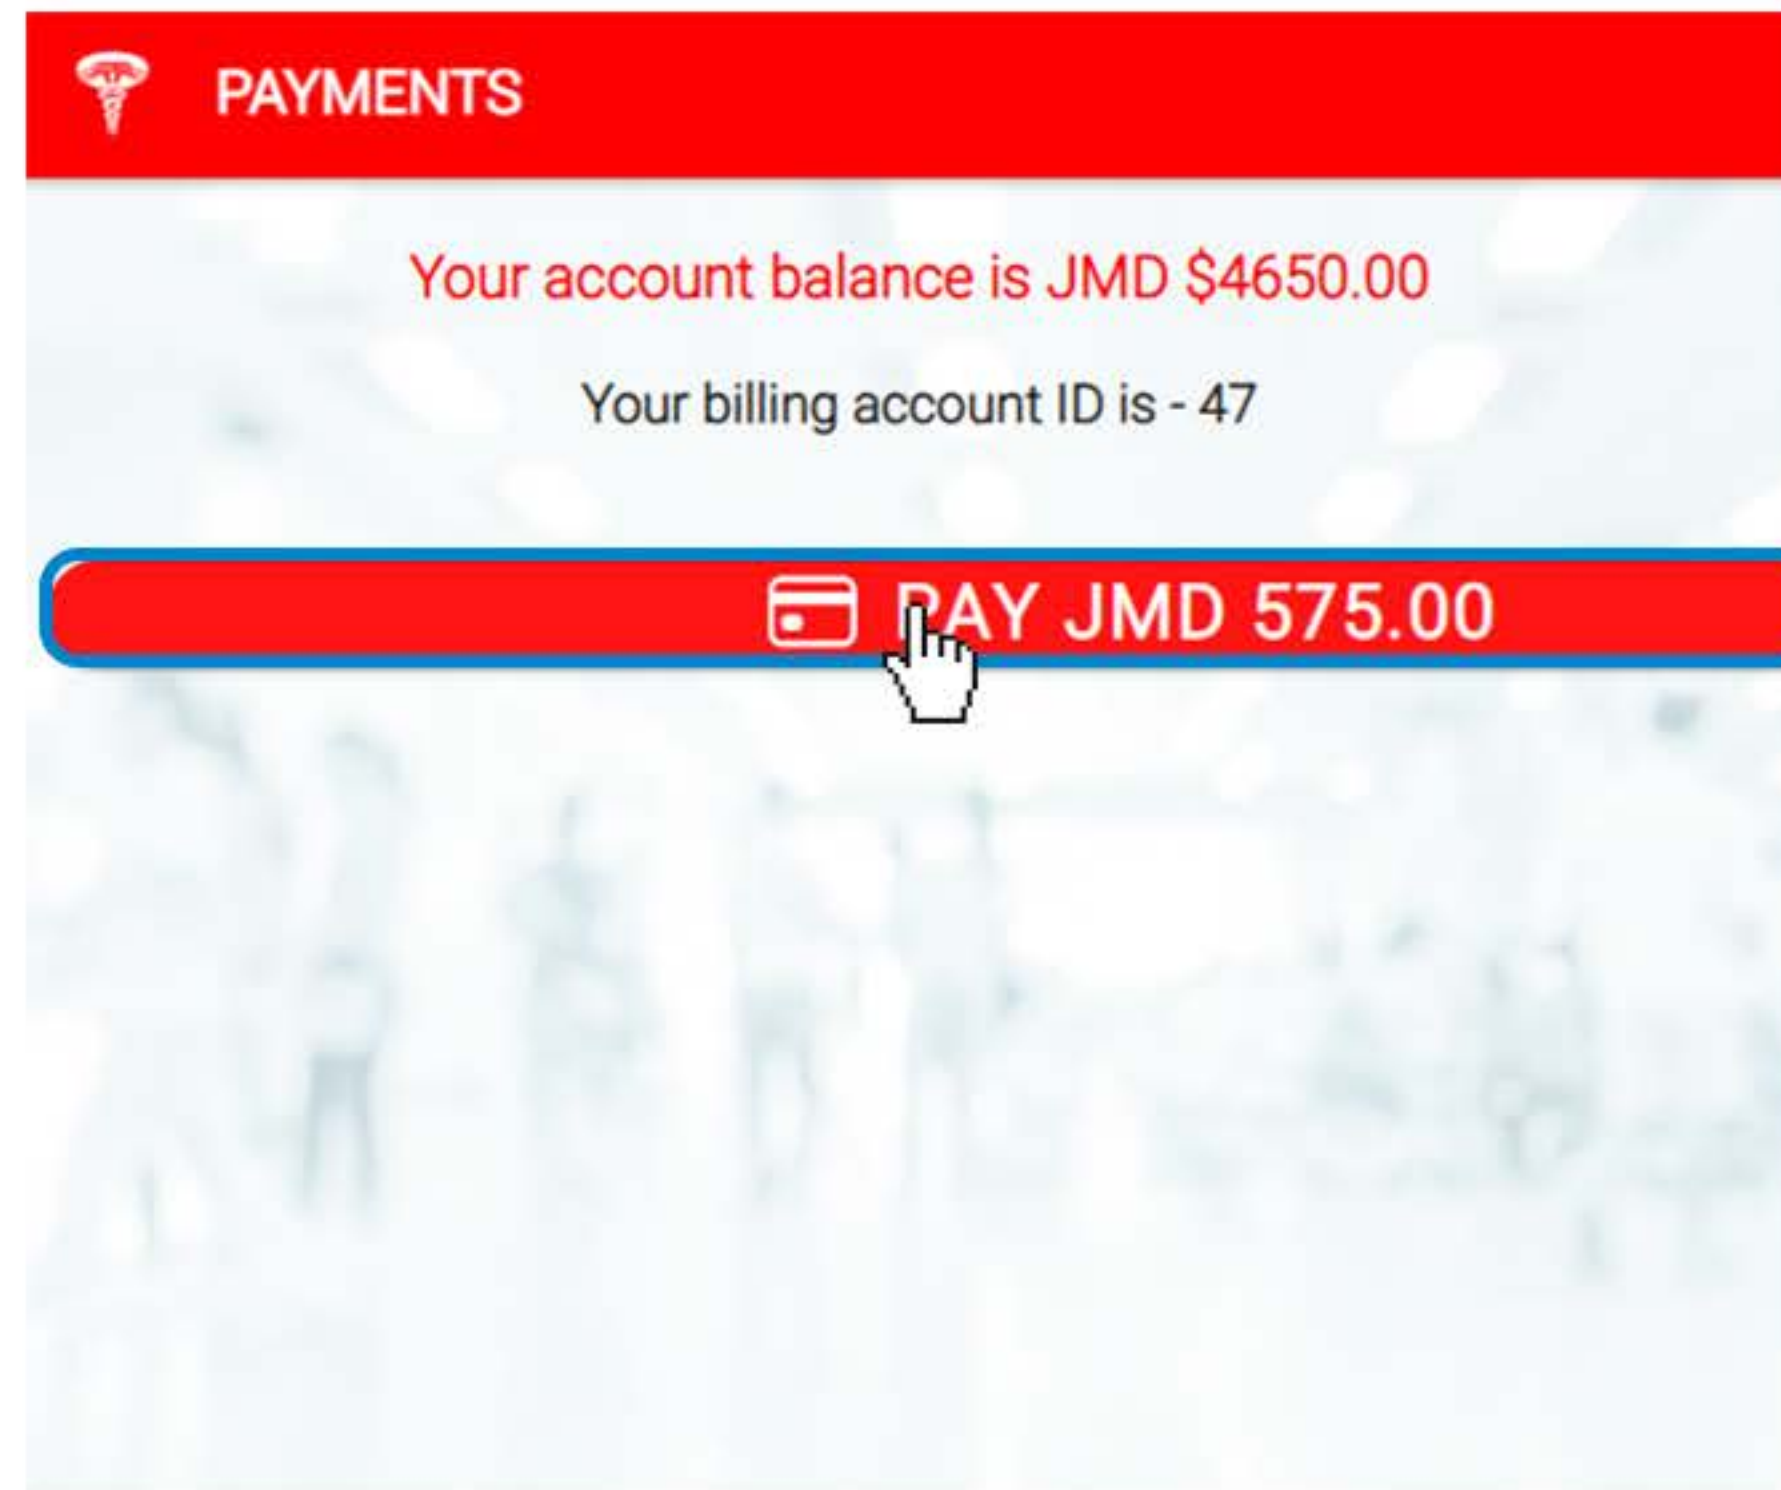 PAYMENTS
Your account balance is JMD $4650.00
Your billing account ID is - 47
PAY JMD 575.00